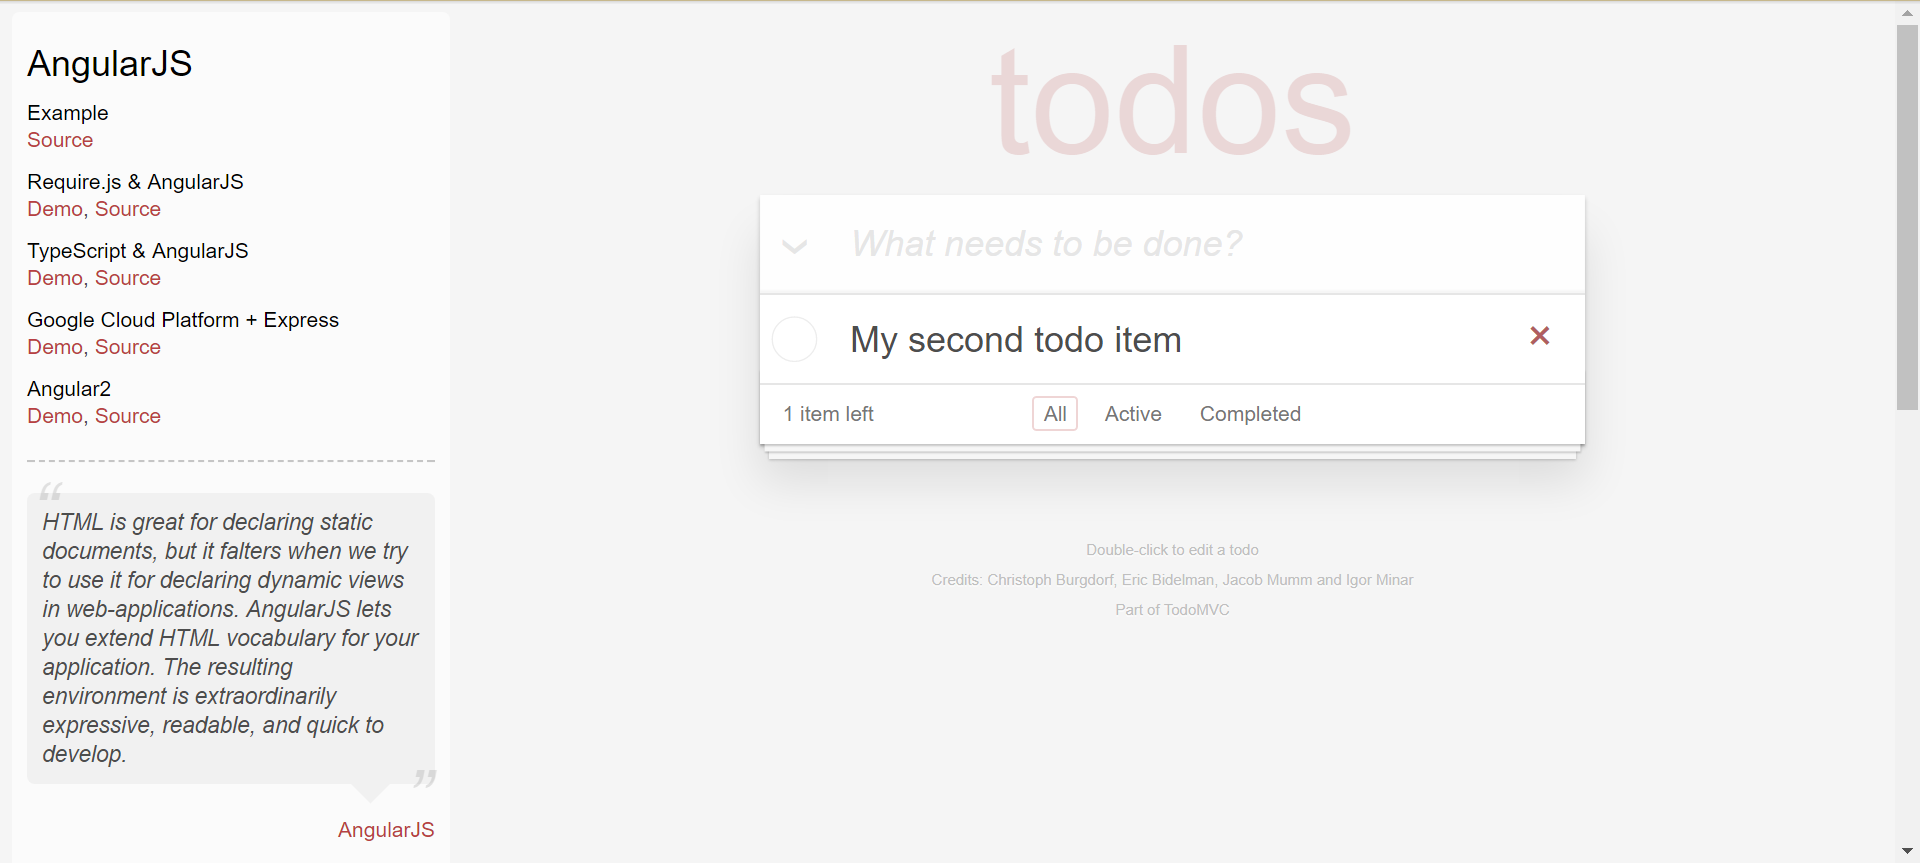 AngularJS
Example
Source
Require.js & AngularJS
Demo, Source
TypeScript & AngularJS
Demo, Source
Google Cloud Platform + Express
Demo, Source
Angular2
Demo, Source
“
HTML is great for declaring static
documents, but it falters when we try
to use it for declaring dynamic views
in web-applications. AngularJS lets
you extend HTML vocabulary for your
application. The resulting
environment is extraordinarily
expressive, readable, and quick to
develop.
”
AngularJS
todos
What needs to be done?
My second todo item
1 item left All Active Completed
Double-click to edit a todo
Credits: Christoph Burgdorf, Eric Bidelman, Jacob Mumm and Igor Minar
Part of TodoMVC